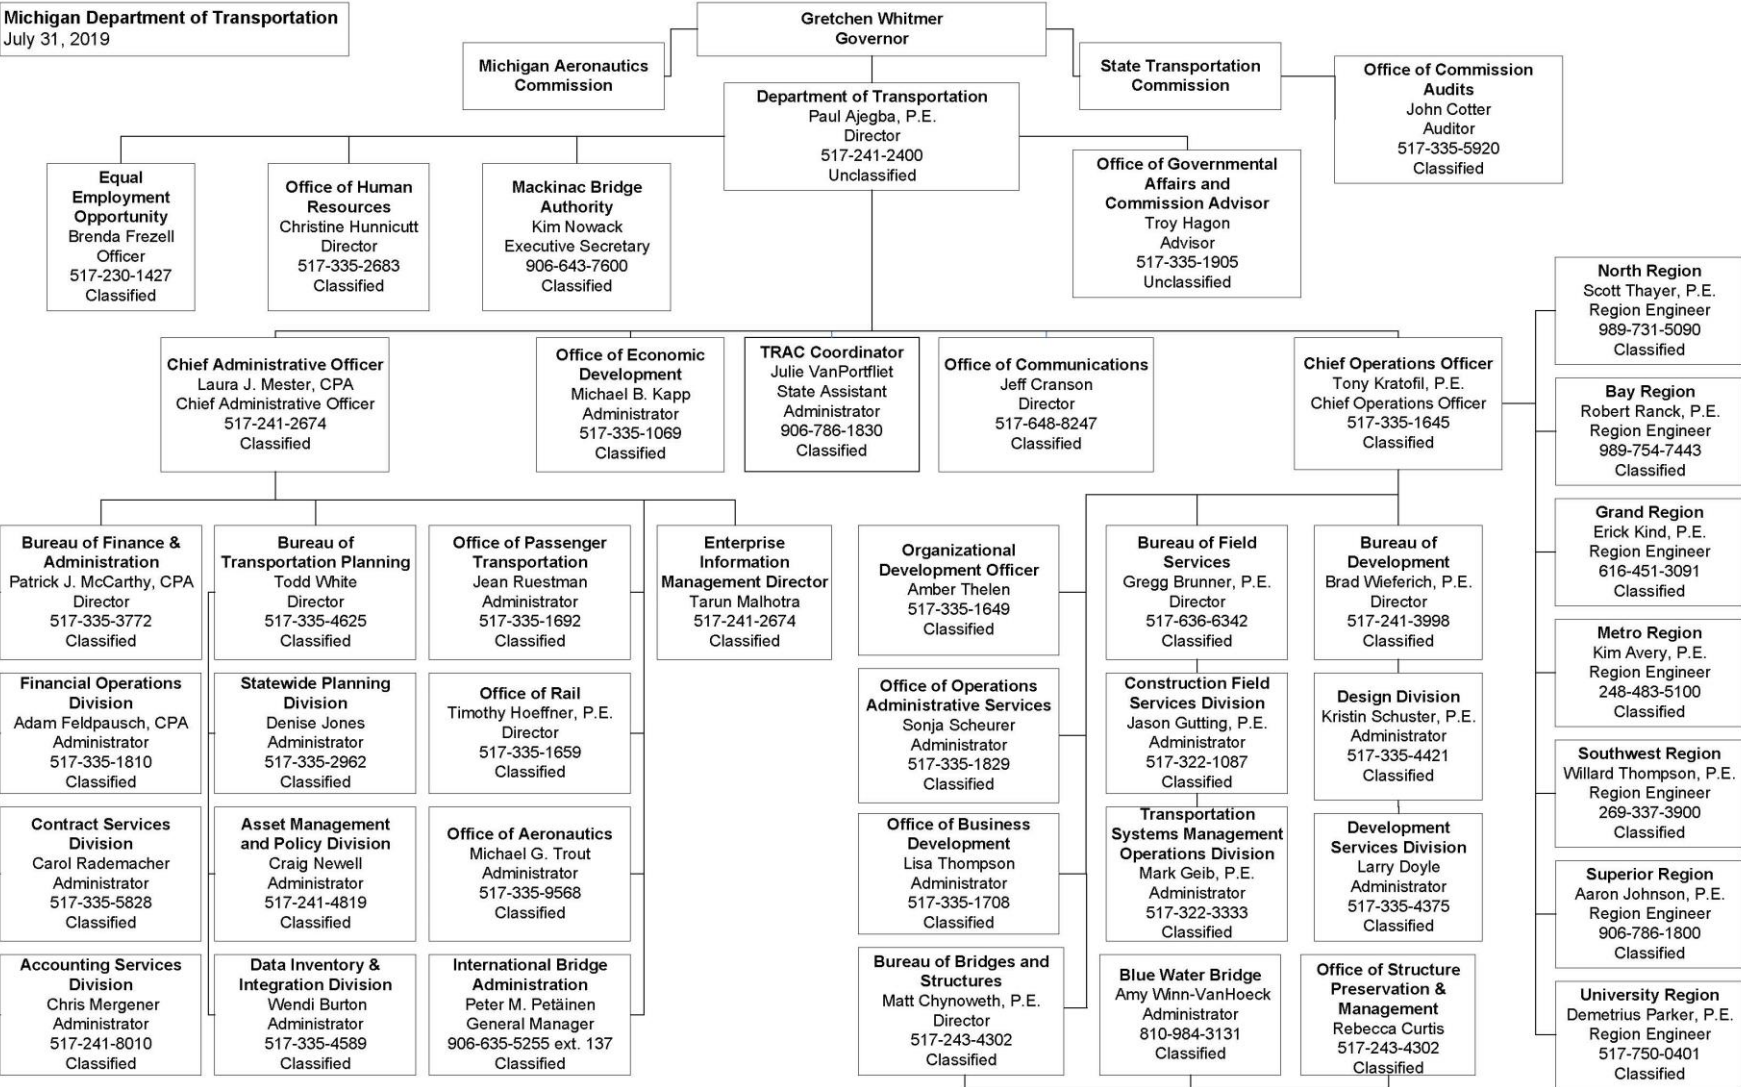 Michigan Department of Transportation
July 31, 2019
Gretchen Whitmer
Governor
Michigan Aeronautics
Commission
State Transportation
Commission
Office of Commission
Audits
John Cotter
Auditor
517-335-5920
Classified
Department of Transportation
Paul Ajegba, P.E.
Director
517-241-2400
Unclassified
Equal
Employment
Opportunity
Brenda Frezell
Officer
517-230-1427
Classified
Office of Human
Resources
Christine Hunnicutt
Director
517-335-2683
Classified
Mackinac Bridge
Authority
Kim Nowack
Executive Secretary
906-643-7600
Classified
Office of Governmental
Affairs and
Commission Advisor
Troy Hagon
Advisor
517-335-1905
Unclassified
Chief Administrative Officer
Laura J. Mester, CPA
Chief Administrative Officer
517-241-2674
Classified
Office of Economic
Development
Michael B. Kapp
Administrator
517-335-1069
Classified
TRAC Coordinator
Julie VanPortfliet
State Assistant
Administrator
906-786-1830
Classified
Office of Communications
Jeff Cranson
Director
517-648-8247
Classified
Chief Operations Officer
Tony Kratofil, P.E.
Chief Operations Officer
517-335-1645
Classified
North Region
Scott Thayer, P.E.
Region Engineer
989-731-5090
Classified
Bay Region
Robert Ranck, P.E.
Region Engineer
989-754-7443
Classified
Grand Region
Erick Kind, P.E.
Region Engineer
616-451-3091
Classified
Metro Region
Kim Avery, P.E.
Region Engineer
248-483-5100
Classified
Southwest Region
Willard Thompson, P.E.
Region Engineer
269-337-3900
Classified
Superior Region
Aaron Johnson, P.E.
Region Engineer
906-786-1800
Classified
University Region
Demetrius Parker, P.E.
Region Engineer
517-750-0401
Classified
Bureau of Finance &
Administration
Patrick J. McCarthy, CPA
Director
517-335-3772
Classified
Bureau of
Transportation Planning
Todd White
Director
517-335-4625
Classified
Office of Passenger
Transportation
Jean Ruestman
Administrator
517-335-1692
Classified
Enterprise
Information
Management Director
Tarun Malhotra
517-241-2674
Classified
Organizational
Development Officer
Amber Thelen
517-335-1649
Classified
Bureau of Field
Services
Gregg Brunner, P.E.
Director
517-636-6342
Classified
Bureau of
Development
Brad Wieferich, P.E.
Director
517-241-3998
Classified
Financial Operations
Division
Adam Feldpausch, CPA
Administrator
517-335-1810
Classified
Statewide Planning
Division
Denise Jones
Administrator
517-335-2962
Classified
Office of Rail
Timothy Hoeffner, P.E.
Director
517-335-1659
Classified
Office of Operations
Administrative Services
Sonja Scheurer
Administrator
517-335-1829
Classified
Construction Field
Services Division
Jason Gutting, P.E.
Administrator
517-322-1087
Classified
Design Division
Kristin Schuster, P.E.
Administrator
517-335-4421
Classified
Contract Services
Division
Carol Rademacher
Administrator
517-335-5828
Classified
Asset Management
and Policy Division
Craig Newell
Administrator
517-241-4819
Classified
Office of Aeronautics
Michael G. Trout
Administrator
517-335-9568
Classified
Office of Business
Development
Lisa Thompson
Administrator
517-335-1708
Classified
Transportation
Systems Management
Operations Division
Mark Geib, P.E.
Administrator
517-322-3333
Classified
Development
Services Division
Larry Doyle
Administrator
517-335-4375
Classified
Accounting Services
Division
Chris Mergener
Administrator
517-241-8010
Classified
Data Inventory &
Integration Division
Wendi Burton
Administrator
517-335-4589
Classified
International Bridge
Administration
Peter M. Petäinen
General Manager
906-635-5255 ext. 137
Classified
Bureau of Bridges and
Structures
Matt Chynoweth, P.E.
Director
517-243-4302
Classified
Blue Water Bridge
Amy Winn-VanHoeck
Administrator
810-984-3131
Classified
Office of Structure
Preservation &
Management
Rebecca Curtis
517-243-4302
Classified